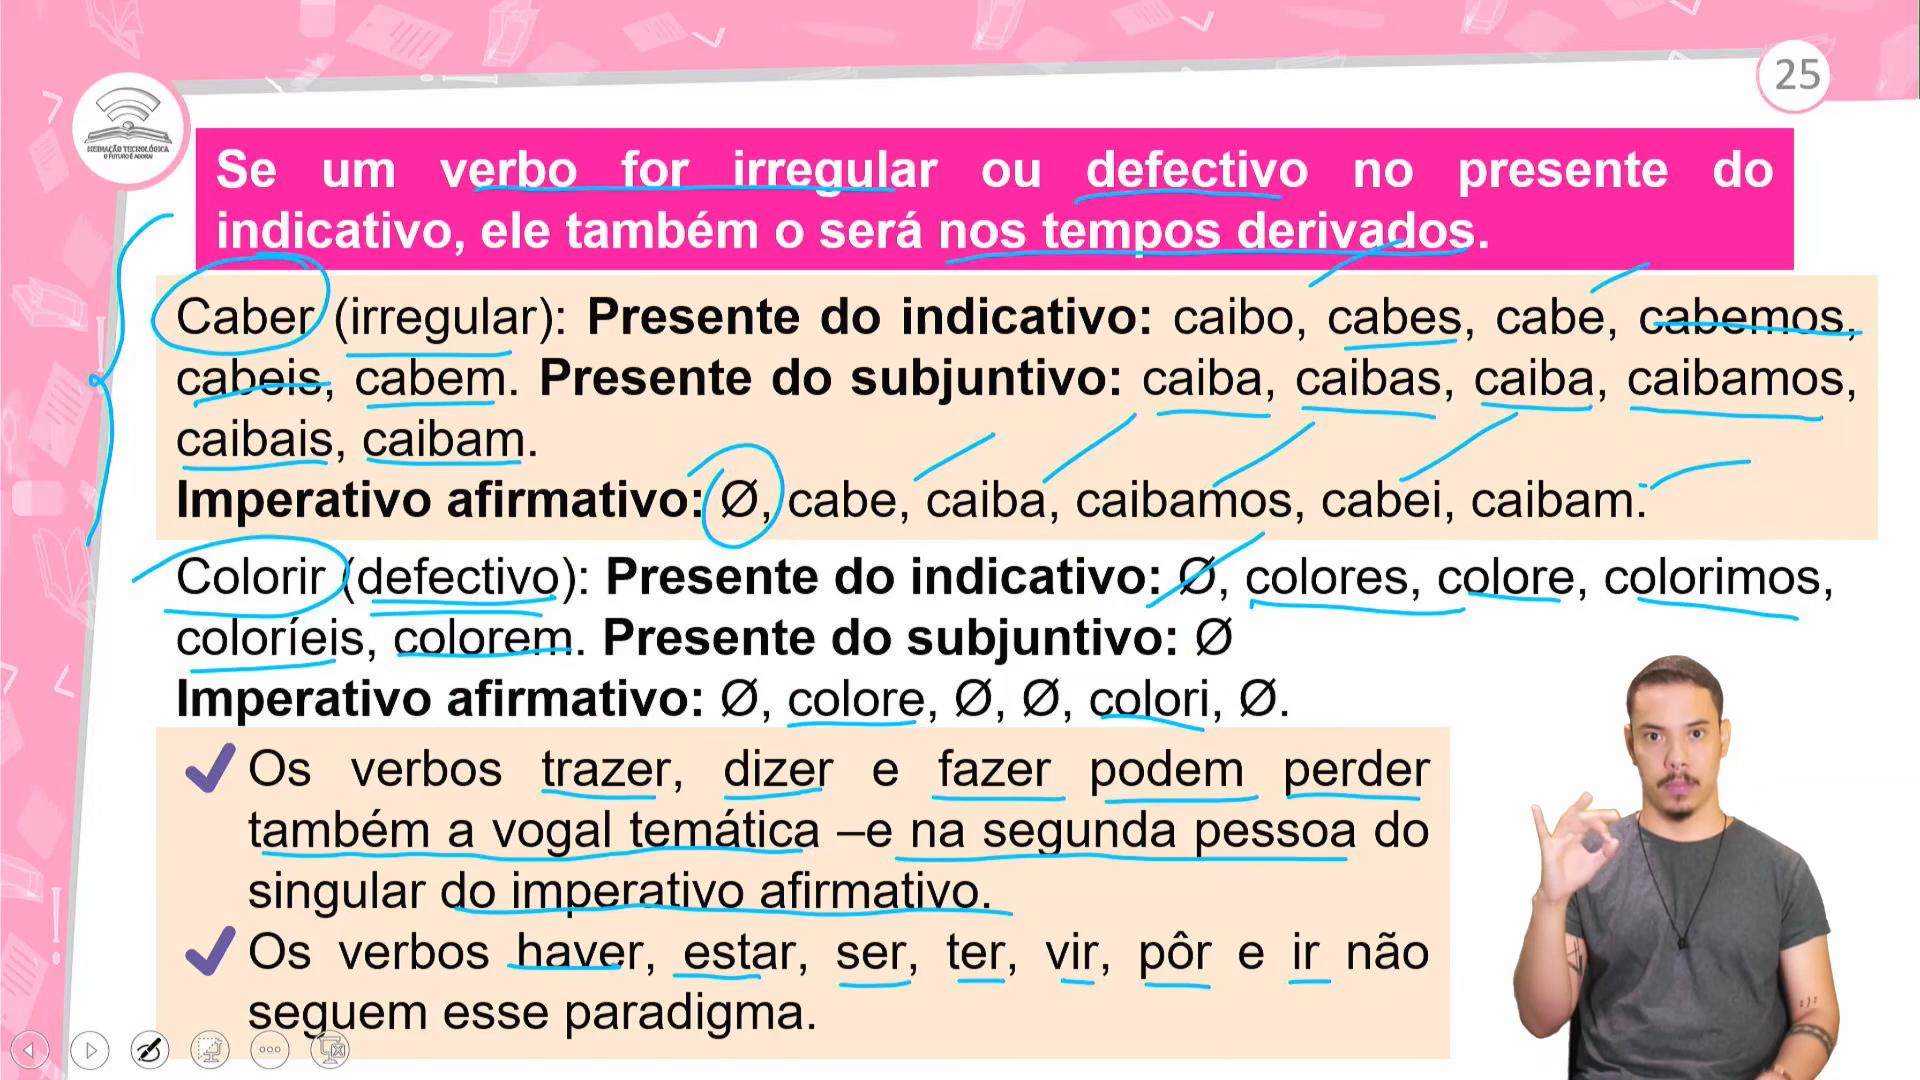 25
MEDIAÇÃO TECNOLÓGICA
O FUTURO É AGORA!
Se um verbo for irregular ou defectivo no presente do
indicativo, ele também o será nos tempos derivados.
Caber (irregular): Presente do indicativo: caibo, cabes, cabe, cabemos,
cabeis, cabem. Presente do subjuntivo: caiba, caibas, caiba, caibamos,
caibais, caibam.
Imperativo afirmativo: Ø, cabe, caiba, caibamos, cabei, caibam.
Colorir (defectivo): Presente do indicativo: Ø, colores, colore, colorimos,
coloríeis, colorem. Presente do subjuntivo: Ø
Imperativo afirmativo: Ø, colore, Ø, Ø, colori, Ø.
✔ Os verbos trazer, dizer e fazer podem perder
também a vogal temática –e na segunda pessoa do
singular do imperativo afirmativo.
✔ Os verbos haver, estar, ser, ter, vir, pôr e ir não
seguem esse paradigma.